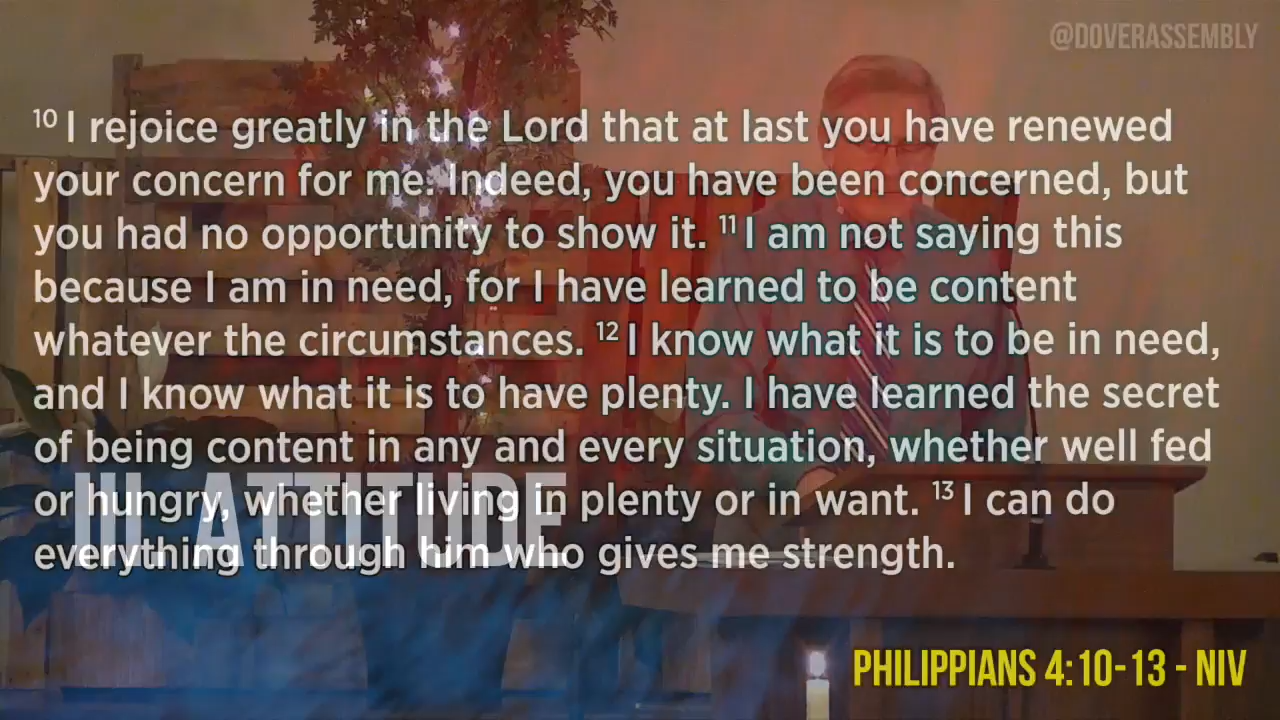 @DOVERASSEMBLY
10 I rejoice greatly in the Lord that at last you have renewed
your concern for me. Indeed, you have been concerned, but
you had no opportunity to show it. 11 I am not saying this
because I am in need, for I have learned to be content
whatever the circumstances. 12 I know what it is to be in need,
and I know what it is to have plenty. I have learned the secret
of being content in any and every situation, whether well fed
or hungry, whether living in plenty or in want. 13 I can do
everything through him who gives me strength.
III. ATTITUDE
PHILIPPIANS 4:10-13 - NIV